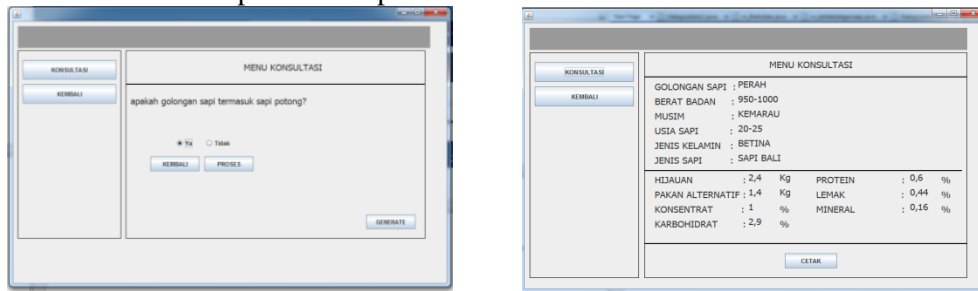 KONSULTASI
KEMBALI
MENU KONSULTASI
apakah golongan sapi termasuk sapi potong?
Ya Tidak
KEMBALI PROSES
GENERATE
KONSULTASI
KEMBALI
MENU KONSULTASI
GOLONGAN SAPI : PERAH
BERAT BADAN : 950-1000
MUSIM : KEMARAU
USIA SAPI : 20-25
JENIS KELAMIN : BETINA
JENIS SAPI : SAPI BALI
HIJAUAN : 2,4 Kg PROTEIN : 0,6 %
PAKAN ALTERNATIF : 1,4 Kg LEMAK : 0,44 %
KONSENTRAT : 1 % MINERAL : 0,16 %
KARBOHIDRAT : 2,9 %
CETAK